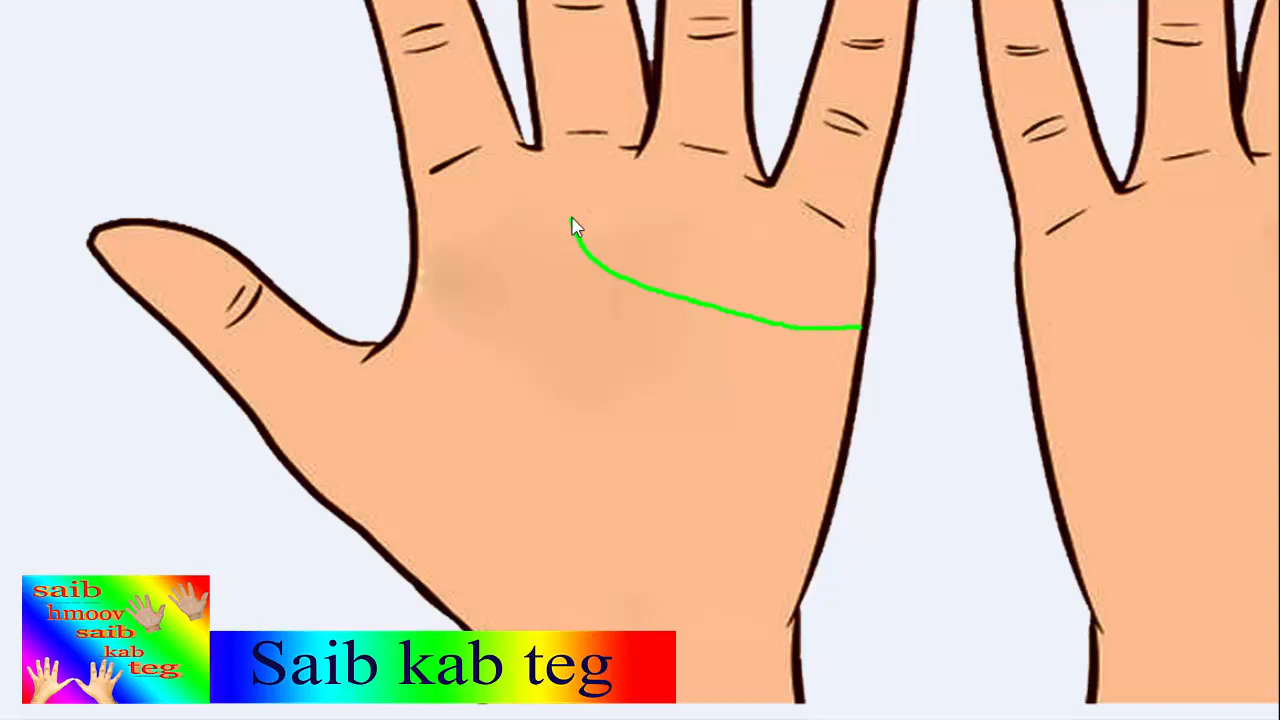 saib
hmoov
saib
kab
teg
Saib kab teg